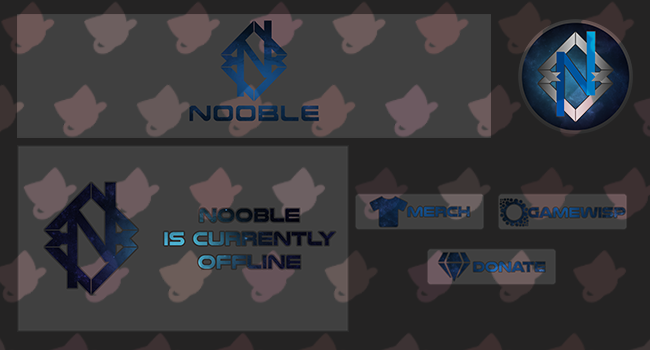 NOOBLE
NOOBLE
IS CURRENTLY
OFFLINE
MERCH
GAMEWISP
DONATE